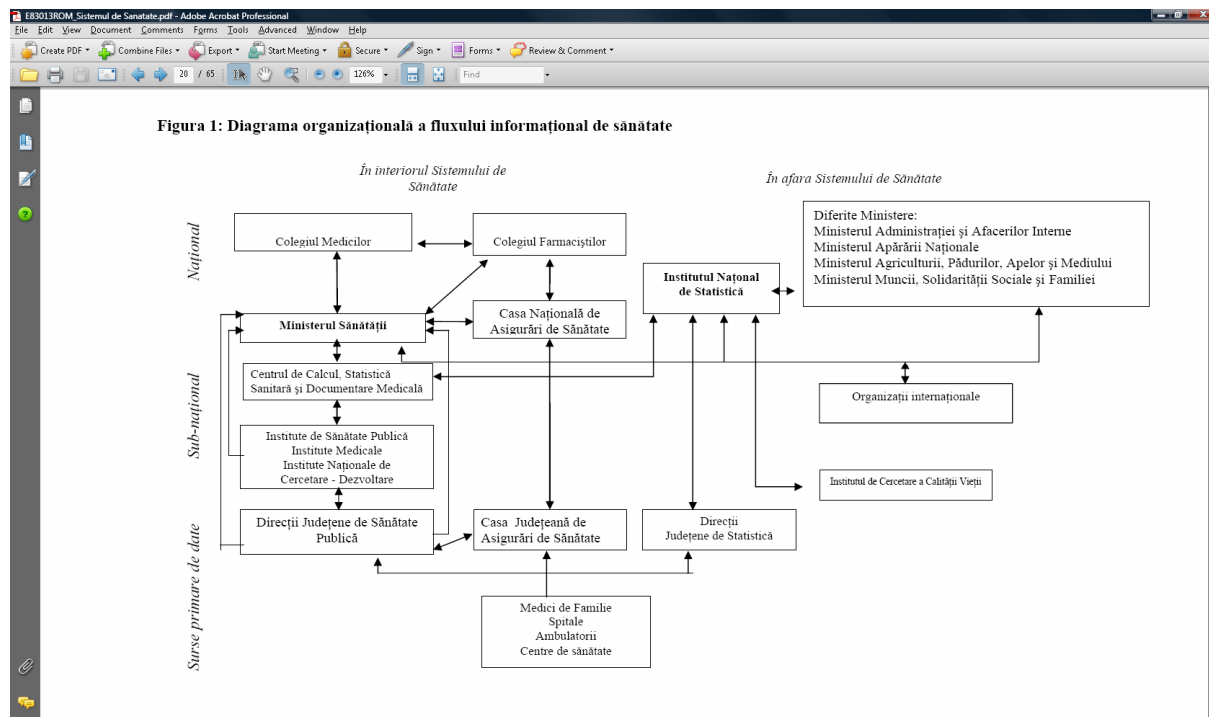 E83013ROM_Sistemul de Sanatate.pdf - Adobe Acrobat Professional
File Edit View Document Comments Forms Tools Advanced Window Help
Create PDF Combine Files Export Start Meeting Secure Sign Forms Review & Comment
20 / 65 126% Find
Figura 1: Diagrama organizațională a fluxului informațional de sănătate
În interiorul Sistemului de
Sănătate
În afara Sistemului de Sănătate
Național
Colegiul Medicilor
Colegiul Farmaciștilor
Diferite Ministere:
Ministerul Administrației și Afacerilor Interne
Ministerul Apărării Naționale
Ministerul Agriculturii, Pădurilor, Apelor și Mediului
Ministerul Muncii, Solidarității Sociale și Familiei
Institutul Națonal
de Statistică
Casa Națională de
Asigurări de Sănătate
Ministerul Sănătății
Sub-național
Centrul de Calcul, Statistică
Sanitară și Documentare Medicală
Organizații internaționale
Institute de Sănătate Publică
Institute Medicale
Institute Naționale de
Cercetare - Dezvoltare
Institutul de Cercetare a Calității Vieții
Surse primare de date
Direcții Județene de Sănătate
Publică
Casa Județeană de
Asigurări de Sănătate
Direcții
Județene de Statistică
Medici de Familie
Spitale
Ambulatorii
Centre de sănătate